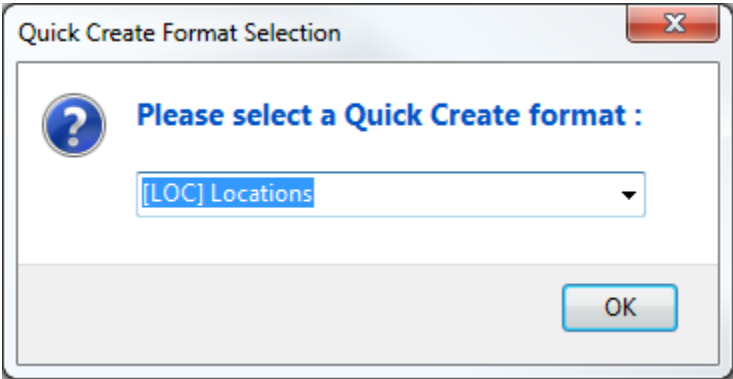 Quick Create Format Selection
Please select a Quick Create format :
[LOC] Locations
OK